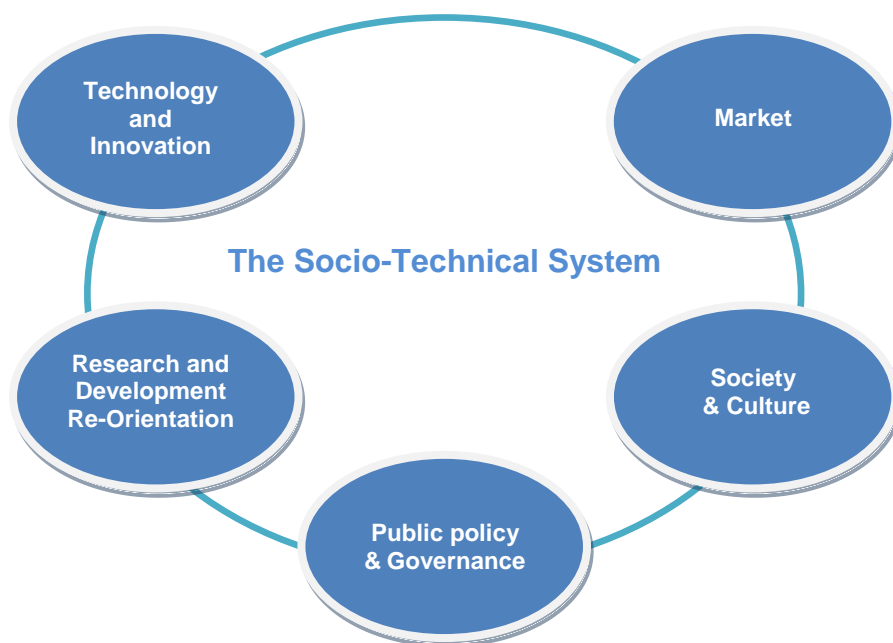 Technology
and
Innovation
Market
The Socio-Technical System
Research and
Development
Re-Orientation
Society
& Culture
Public policy
& Governance